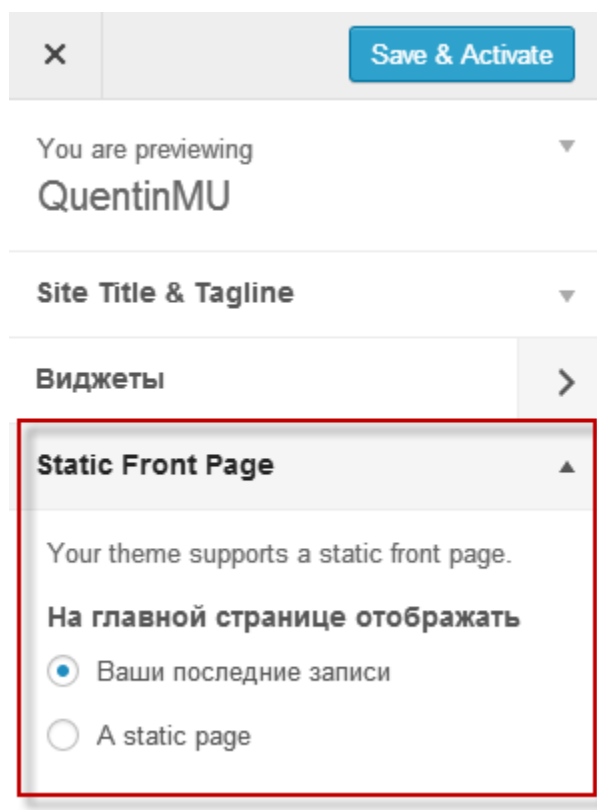 Save & Activate
You are previewing
QuentinMU
Site Title & Tagline
Виджеты
Static Front Page
Your theme supports a static front page.
На главной странице отображать
Ваши последние записи
A static page